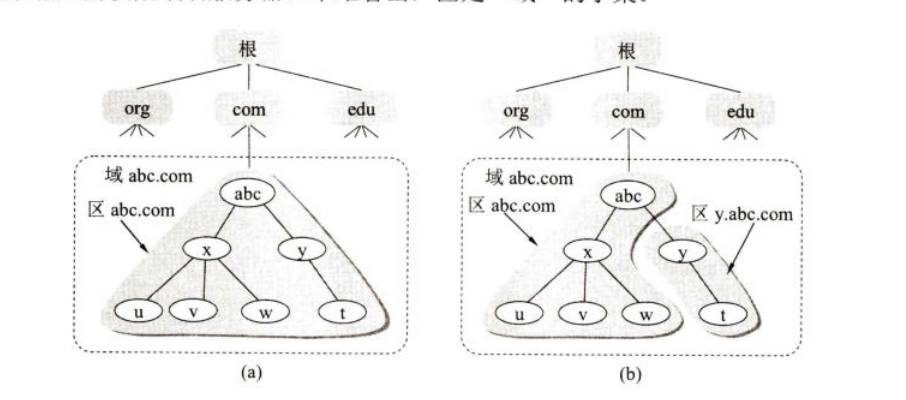 根
org com edu
域 abc.com
区 abc.com
abc
x y
u v w t
(a)
根
org com edu
域 abc.com
区 abc.com
区 y.abc.com
abc
x y
u v w t
(b)